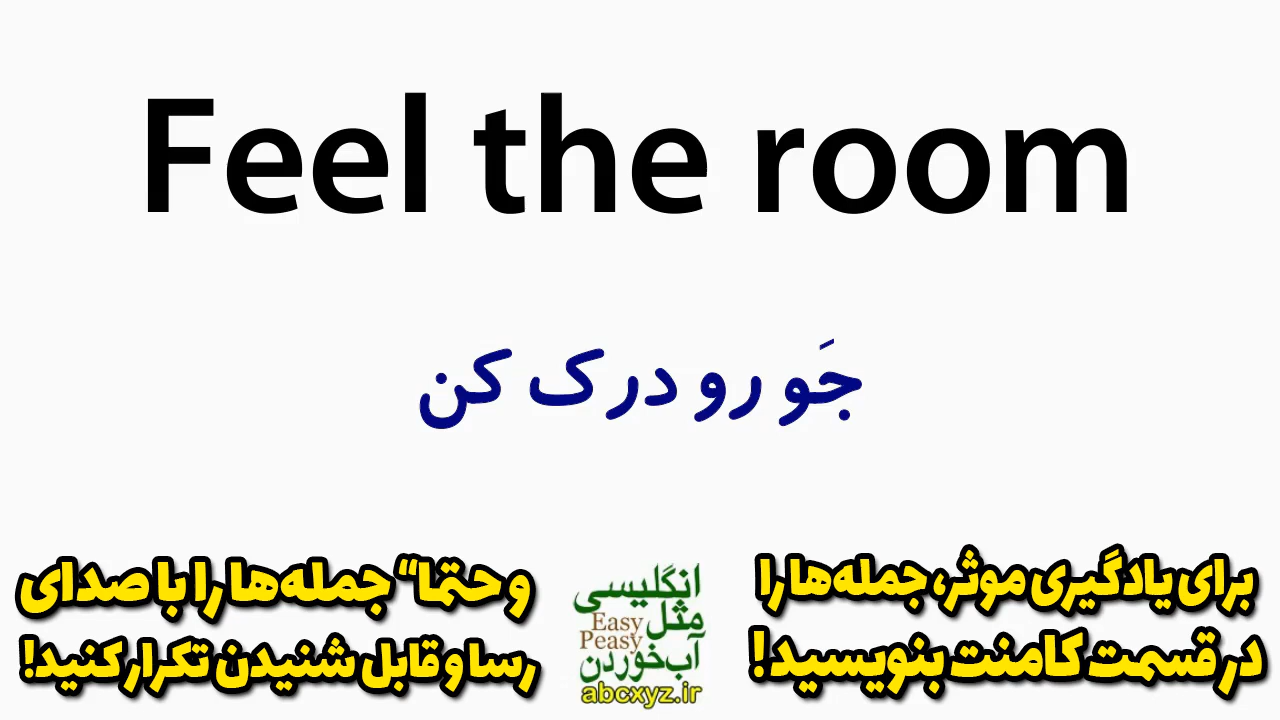 Feel the room
جَو رو درک کن
برای یادگیری موثر، جمله‌ها را
در قسمت کامنت بنویسید!
و حتما“ جمله‌ها را با صدای
رسا و قابل شنیدن تکرار کنید!
انگلیسی
مثل
Easy
Peasy
آب خوردن
abcxyz.ir